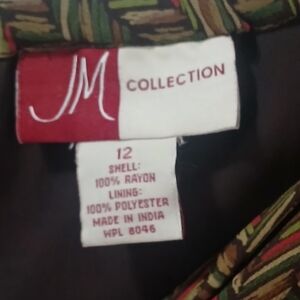 JM
COLLECTION
12
SHELL:
100% RAYON
LINING:
100% POLYESTER
MADE IN INDIA
WPL 8046